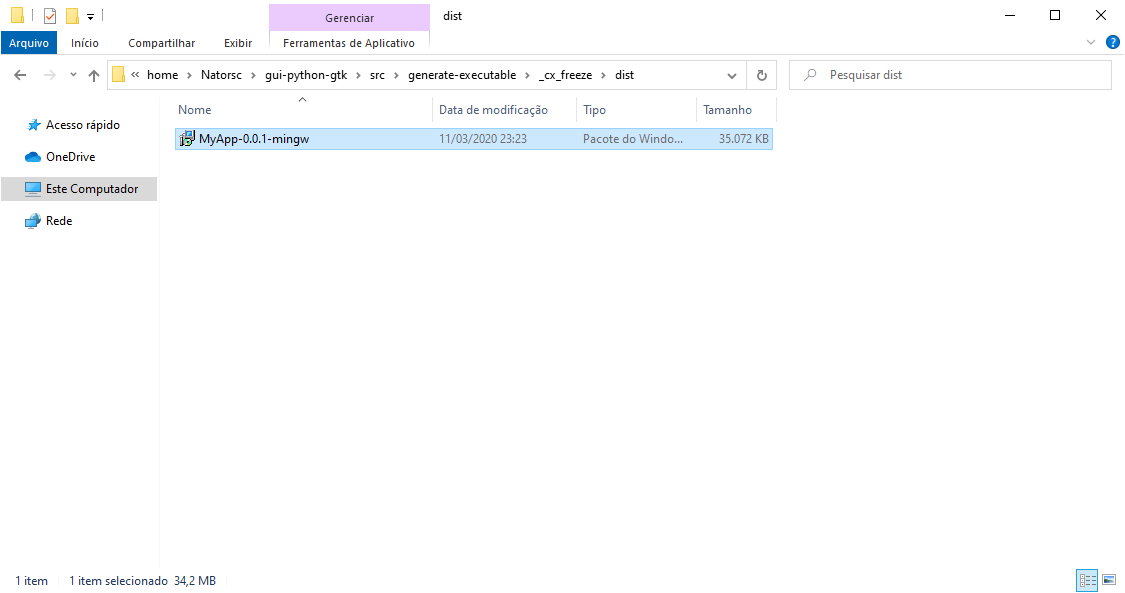 Gerenciar dist
Arquivo Início Compartilhar Exibir Ferramentas de Aplicativo
« home › Natorsc › gui-python-gtk › src › generate-executable › _cx_freeze › dist Pesquisar dist
Nome Data de modificação Tipo Tamanho
MyApp-0.0.1-mingw 11/03/2020 23:23 Pacote do Windo... 35.072 KB
Acesso rápido
OneDrive
Este Computador
Rede
1 item 1 item selecionado 34,2 MB